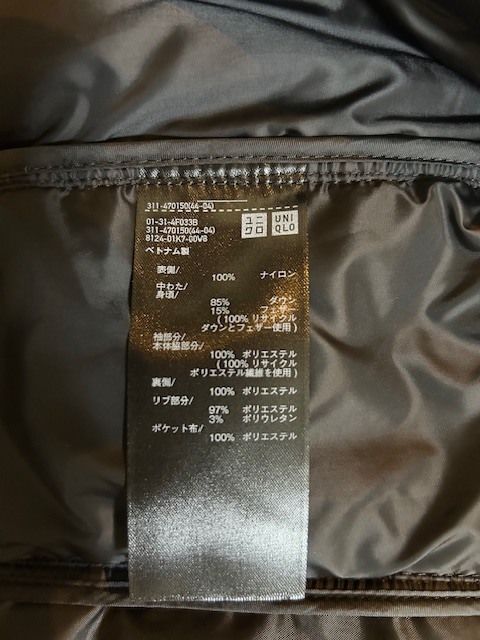 311-470150(44-04)
01-31-4F033B
311-470150(44-04)
8124-01K7-00W8
ユニクロ
UNIQLO
ベトナム製
表側/
100% ナイロン
中わた/
身頃/
85% ダウン
15% フェザー
(100% リサイクル
ダウンとフェザー使用)
袖部分/
本体脇部分/
100% ポリエステル
(100% リサイクル
ポリエステル繊維を使用)
裏側/
100% ポリエステル
リブ部分/
97% ポリエステル
3% ポリウレタン
ポケット布/
100% ポリエステル